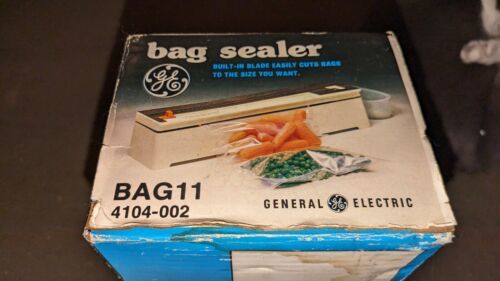 bag sealer
BUILT-IN BLADE EASILY CUTS BAGS
TO THE SIZE YOU WANT.
GE
BAG11
4104-002
GENERAL GE ELECTRIC